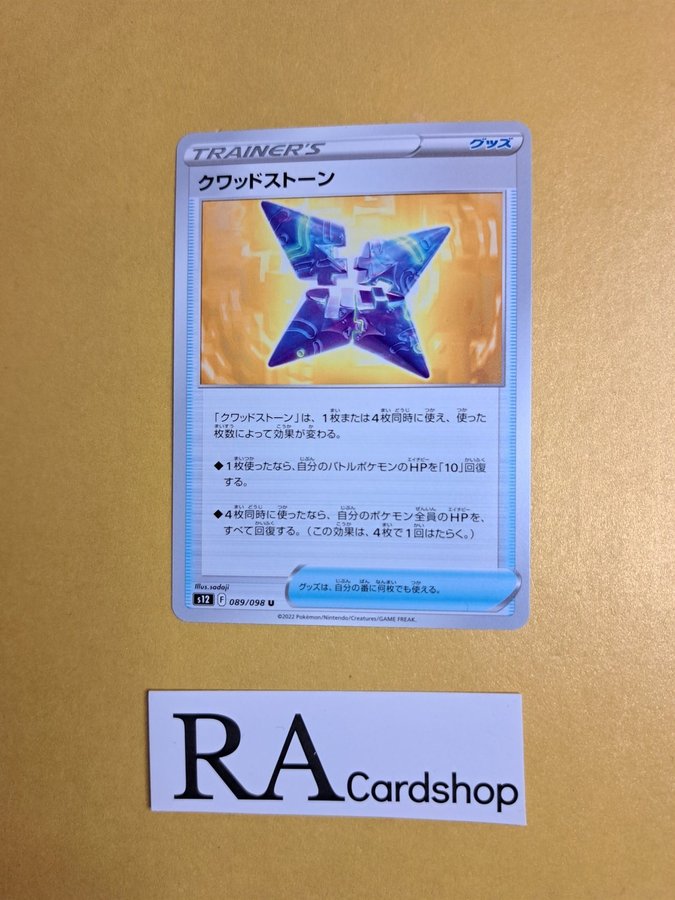 TRAINER'S グッズ
クワッドストーン
「クワッドストーン」は、1枚または4枚同時に使え、使った
枚数によって効果が変わる。
◆1枚使ったなら、自分のバトルポケモンのHPを「10」回復
する。
◆4枚同時に使ったなら、自分のポケモン全員のHPを、
すべて回復する。（この効果は、4枚で1回はたらく。）
Illus.sadaji
グッズは、自分の番に何枚でも使える。
s12 F 089/098 U
©2022 Pokémon/Nintendo/Creatures/GAME FREAK.
RA Cardshop